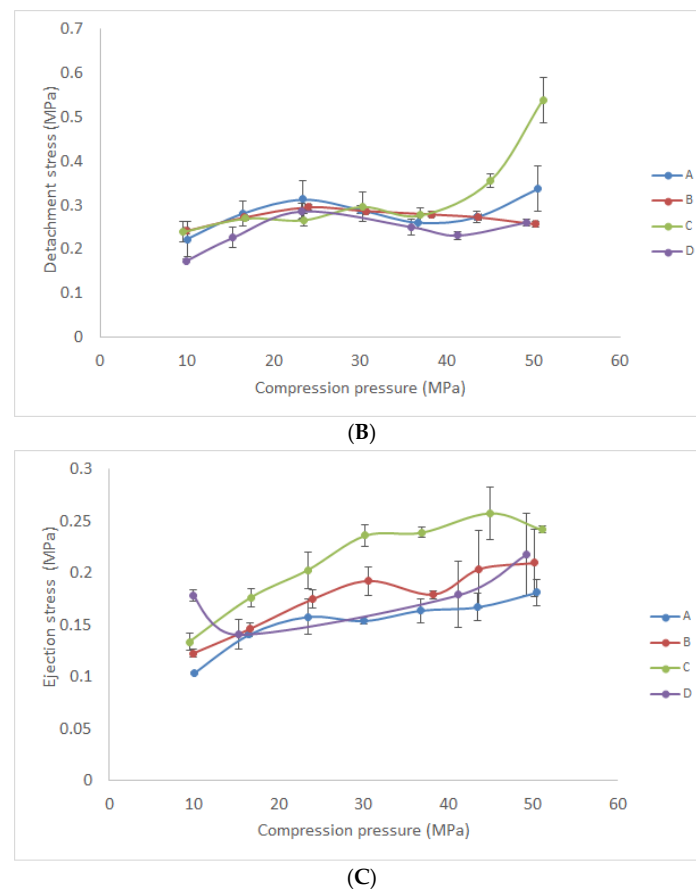 0.7
0.6
0.5
0.4
0.3
0.2
0.1
0
Detachment stress (MPa)
0 10 20 30 40 50 60
Compression pressure (MPa)
A
B
C
D
(B)
0.3
0.25
0.2
0.15
0.1
0.05
0
Ejection stress (MPa)
0 10 20 30 40 50 60
Compression pressure (MPa)
A
B
C
D
(C)